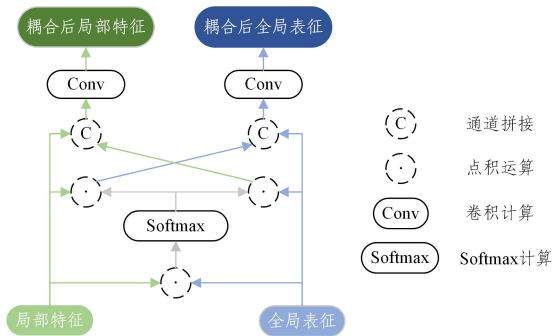 耦合后局部特征
耦合后全局表征
Conv
Conv
C
C
C
通道拼接
点积运算
Conv
卷积计算
Softmax
Softmax
Softmax计算
局部特征
全局表征